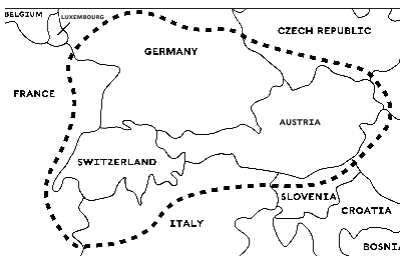 BELGIUM
LUXEMBOURG
CZECH REPUBLIC
GERMANY
FRANCE
AUSTRIA
SWITZERLAND
SLOVENIA
CROATIA
ITALY
BOSNIA